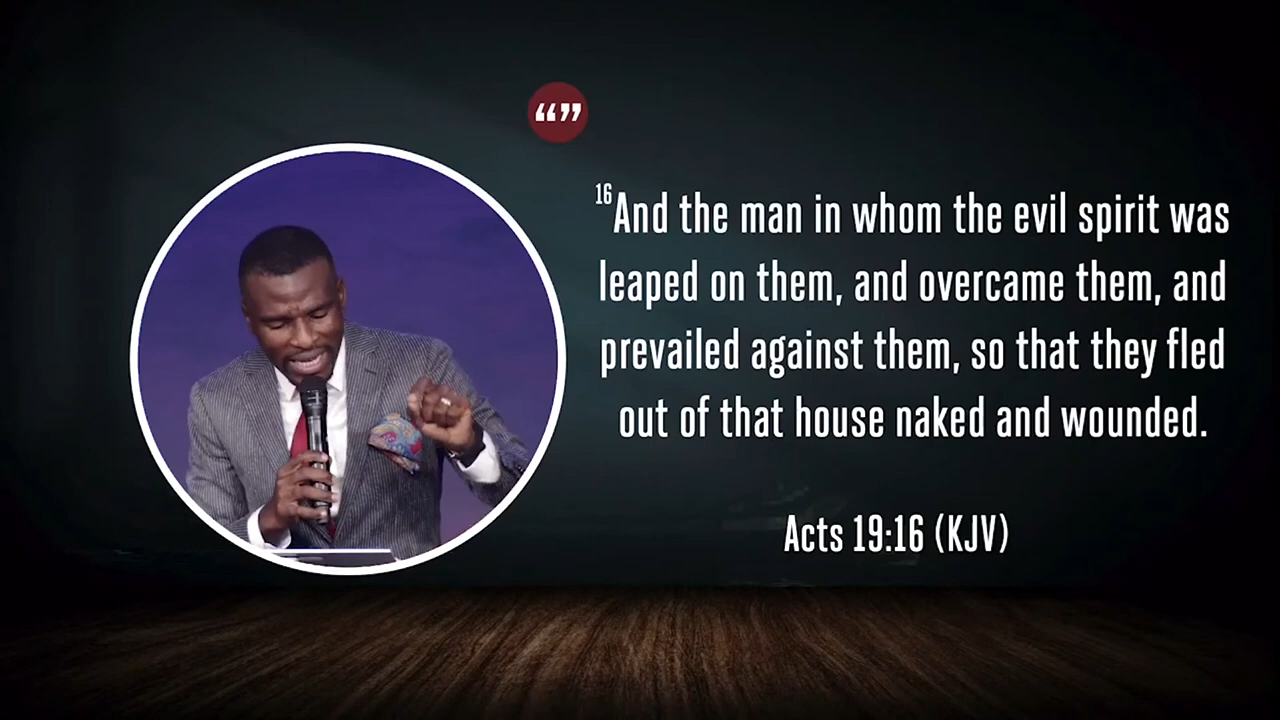 “”
16And the man in whom the evil spirit was
leaped on them, and overcame them, and
prevailed against them, so that they fled
out of that house naked and wounded.
Acts 19:16 (KJV)